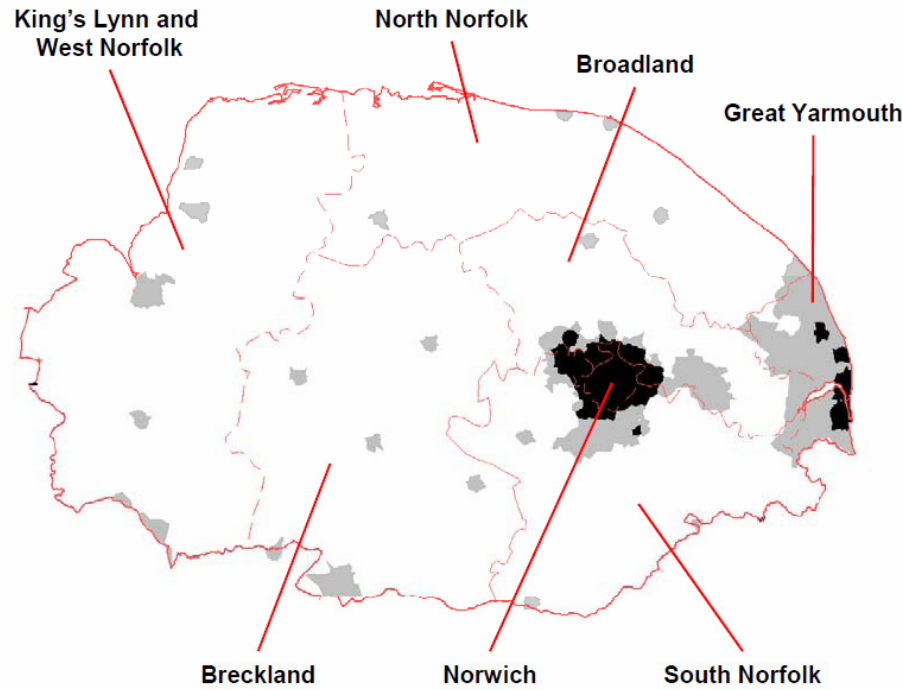 King's Lynn and
West Norfolk
North Norfolk
Broadland
Great Yarmouth
Breckland
Norwich
South Norfolk